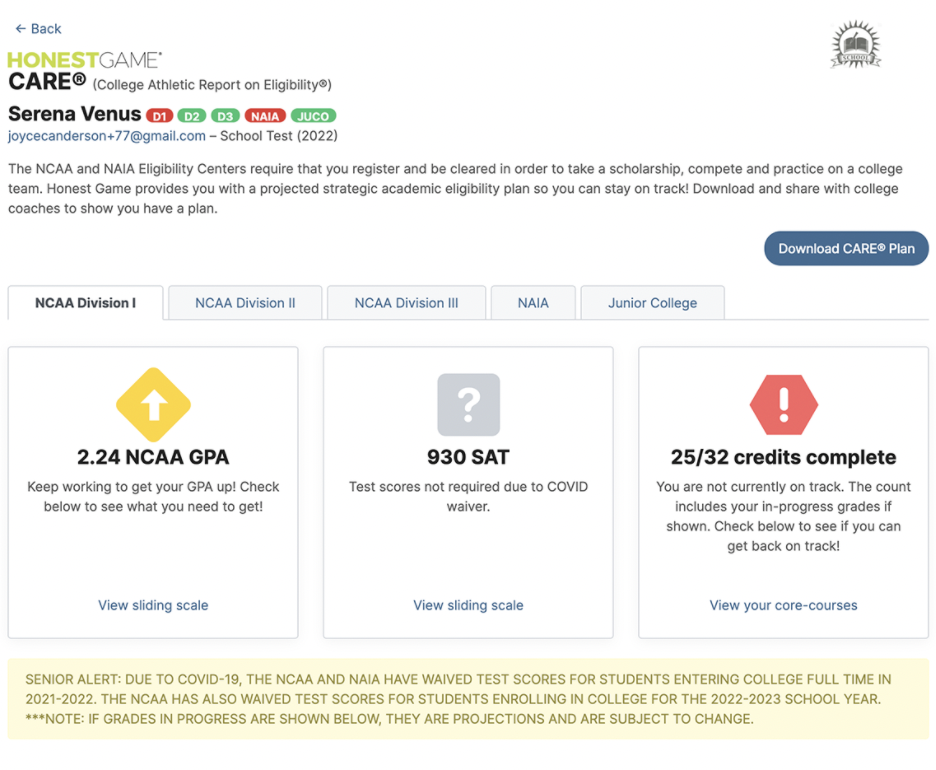 ← Back
HONESTGAME
CARE® (College Athletic Report on Eligibility®)
SCHOOL
Serena Venus D1 D2 D3 NAIA JUCO
joycecanderson+77@gmail.com – School Test (2022)
The NCAA and NAIA Eligibility Centers require that you register and be cleared in order to take a scholarship, compete and practice on a college
team. Honest Game provides you with a projected strategic academic eligibility plan so you can stay on track! Download and share with college
coaches to show you have a plan.
Download CARE® Plan
NCAA Division I NCAA Division II NCAA Division III NAIA Junior College
2.24 NCAA GPA
Keep working to get your GPA up! Check
below to see what you need to get!
View sliding scale
?
930 SAT
Test scores not required due to COVID
waiver.
View sliding scale
!
25/32 credits complete
You are not currently on track. The count
includes your in-progress grades if
shown. Check below to see if you can
get back on track!
View your core-courses
SENIOR ALERT: DUE TO COVID-19, THE NCAA AND NAIA HAVE WAIVED TEST SCORES FOR STUDENTS ENTERING COLLEGE FULL TIME IN
2021-2022. THE NCAA HAS ALSO WAIVED TEST SCORES FOR STUDENTS ENROLLING IN COLLEGE FOR THE 2022-2023 SCHOOL YEAR.
***NOTE: IF GRADES IN PROGRESS ARE SHOWN BELOW, THEY ARE PROJECTIONS AND ARE SUBJECT TO CHANGE.